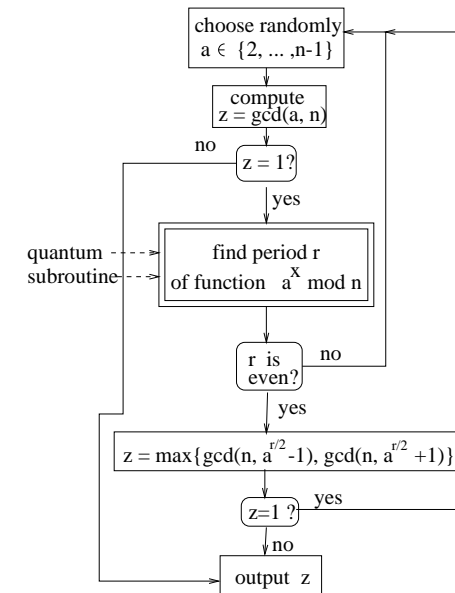 choose randomly
a ∈ {2, ... ,n-1}
compute
z = gcd(a, n)
no
z = 1?
yes
quantum
subroutine
find period r
of function a^x mod n
r is
even?
no
yes
z = max{gcd(n, a^r/2 -1), gcd(n, a^r/2 +1)}
z=1 ?
yes
no
output z